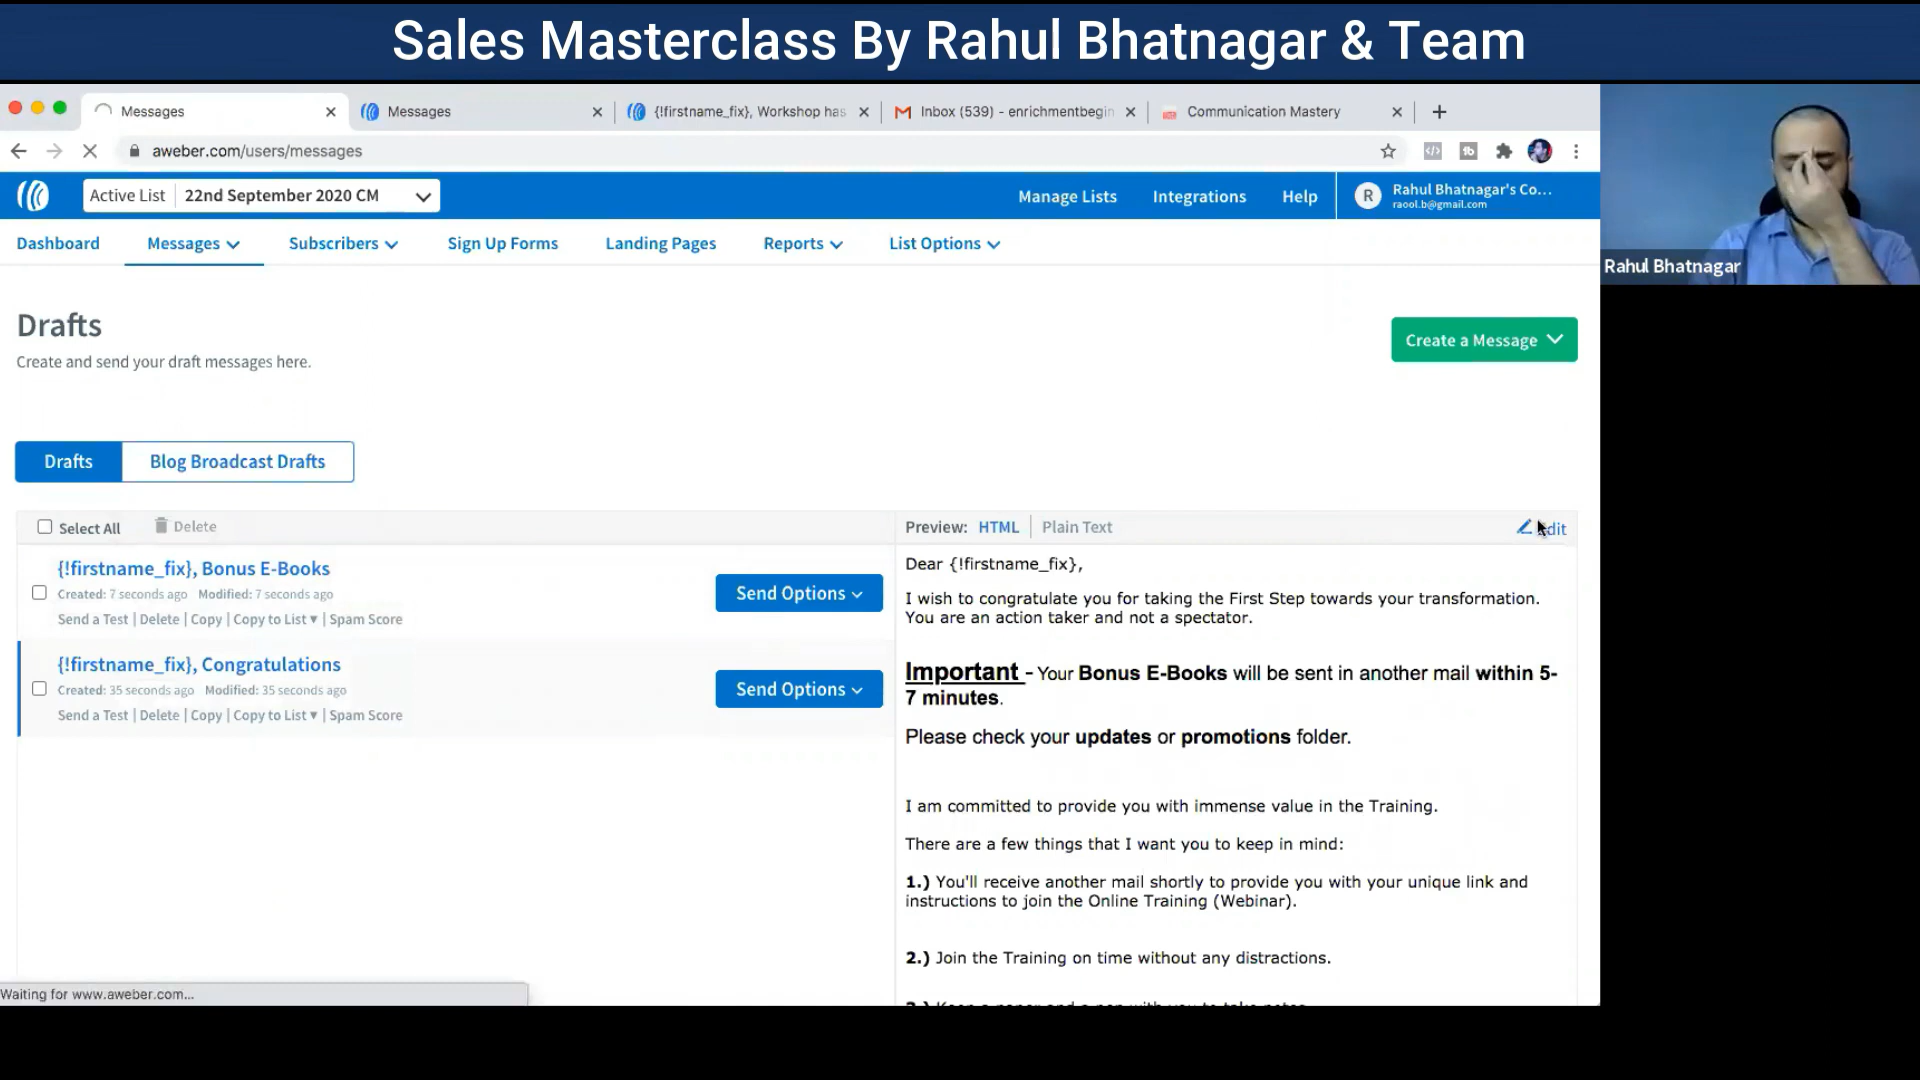 Sales Masterclass By Rahul Bhatnagar & Team
Messages
Messages
{!firstname_fix}, Workshop has
Inbox (539) - enrichmentbegin
Communication Mastery
aweber.com/users/messages
Active List
22nd September 2020 CM
Manage Lists
Integrations
Help
R
Rahul Bhatnagar's Co...
raool.b@gmail.com
Dashboard
Messages
Subscribers
Sign Up Forms
Landing Pages
Reports
List Options
Rahul Bhatnagar
Drafts
Create and send your draft messages here.
Create a Message
Drafts
Blog Broadcast Drafts
Select All
Delete
Preview: HTML | Plain Text
{!firstname_fix}, Bonus E-Books
Created: 7 seconds ago Modified: 7 seconds ago
Send a Test | Delete | Copy | Copy to List ▾ | Spam Score
Send Options
{!firstname_fix}, Congratulations
Created: 35 seconds ago Modified: 35 seconds ago
Send a Test | Delete | Copy | Copy to List ▾ | Spam Score
Send Options
Dear {!firstname_fix},
I wish to congratulate you for taking the First Step towards your transformation.
You are an action taker and not a spectator.
Important - Your Bonus E-Books will be sent in another mail within 5-
7 minutes.
Please check your updates or promotions folder.
I am committed to provide you with immense value in the Training.
There are a few things that I want you to keep in mind:
1.) You'll receive another mail shortly to provide you with your unique link and
instructions to join the Online Training (Webinar).
2.) Join the Training on time without any distractions.
Waiting for www.aweber.com...